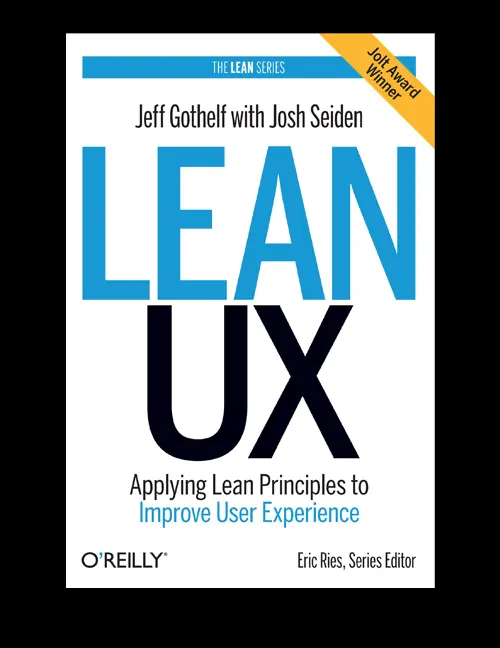 THE LEAN SERIES
Jolt Award
Winner
Jeff Gothelf with Josh Seiden
LEAN
UX
Applying Lean Principles to
Improve User Experience
O'REILLY®
Eric Ries, Series Editor